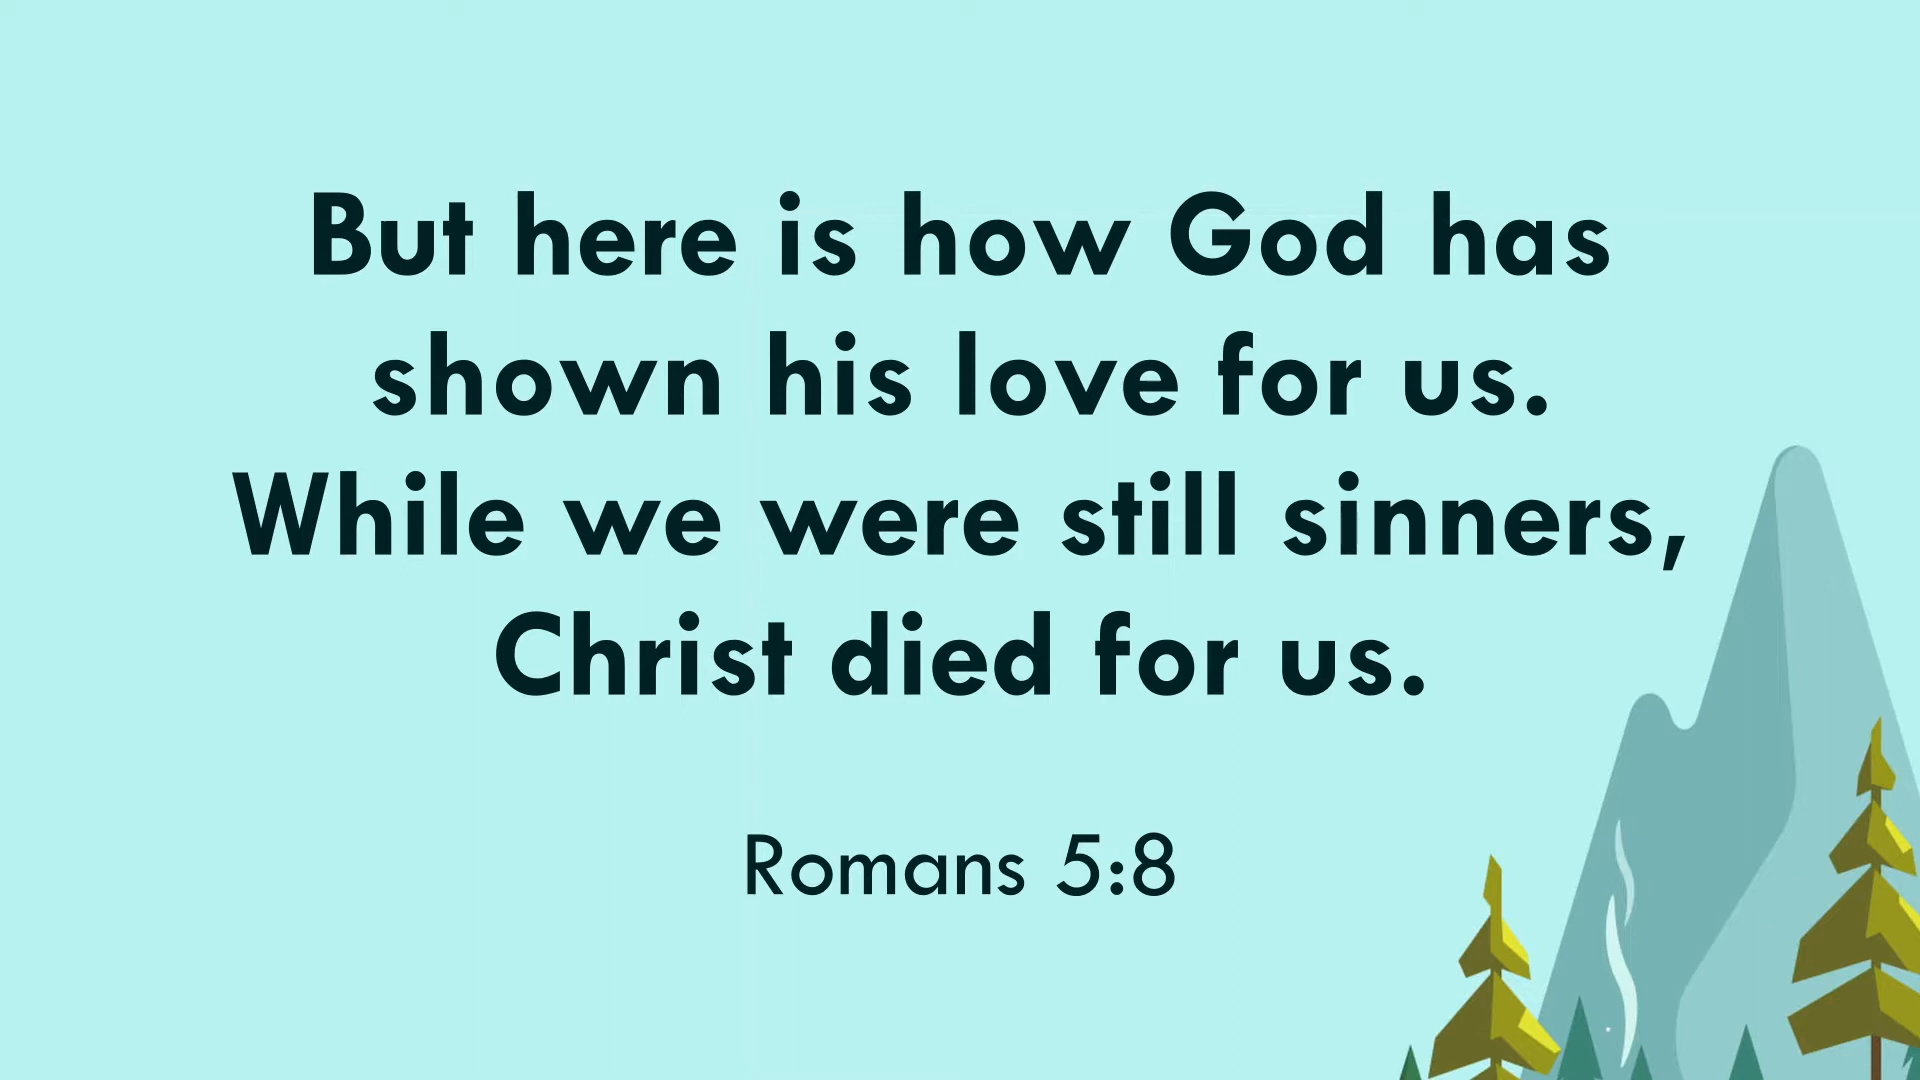 But here is how God has
shown his love for us.
While we were still sinners,
Christ died for us.
Romans 5:8